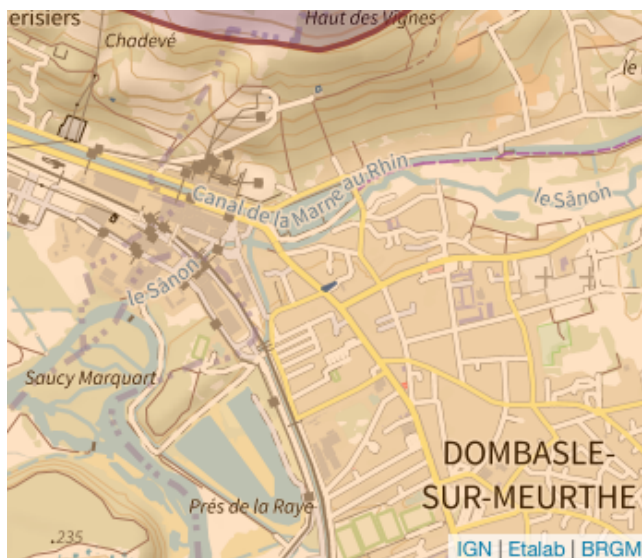 erisiers
Haut des Vignes
Chadevé
le
Canal de la Marne au Rhin
le Sânon
le Sânon
Saucy Marquart
DOMBASLE-
SUR-MEURTHE
Prés de la Raye
.235
IGN | Etalab | BRGM